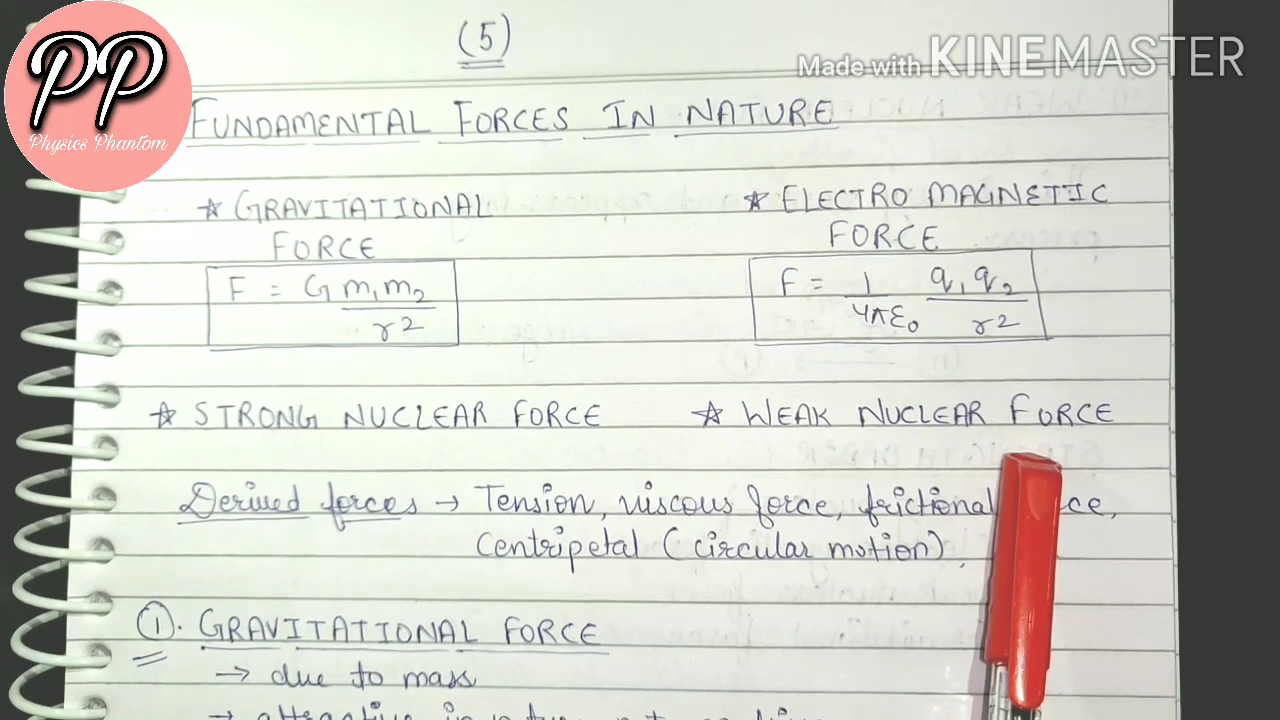 (5)
PP
Physics Phantom
Made with KINEMASTER
FUNDAMENTAL FORCES IN NATURE
☆ GRAVITATIONAL FORCE
F = G m₁m₂ / r²
☆ ELECTRO MAGNETIC FORCE
F = 1 / 4πε₀ q₁q₂ / r²
☆ STRONG NUCLEAR FORCE
☆ WEAK NUCLEAR FORCE
Derived forces → Tension, viscous force, frictional ce,
Centripetal (circular motion)
①. GRAVITATIONAL FORCE
→ due to mass